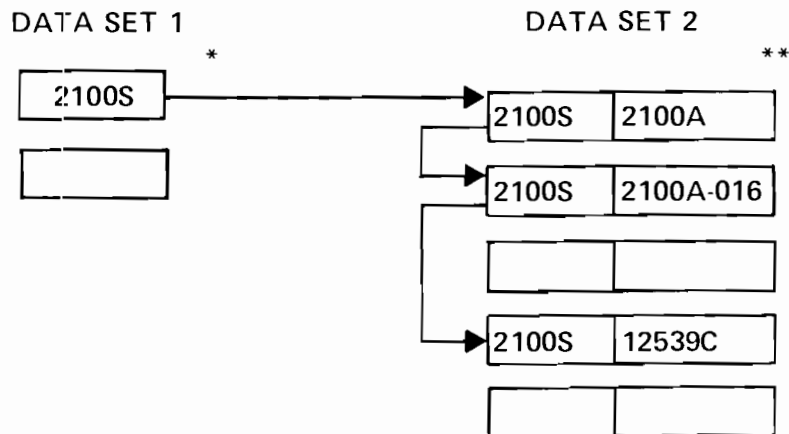 DATA SET 1 DATA SET 2
* **
2100S
2100S 2100A
2100S 2100A-016
2100S 12539C